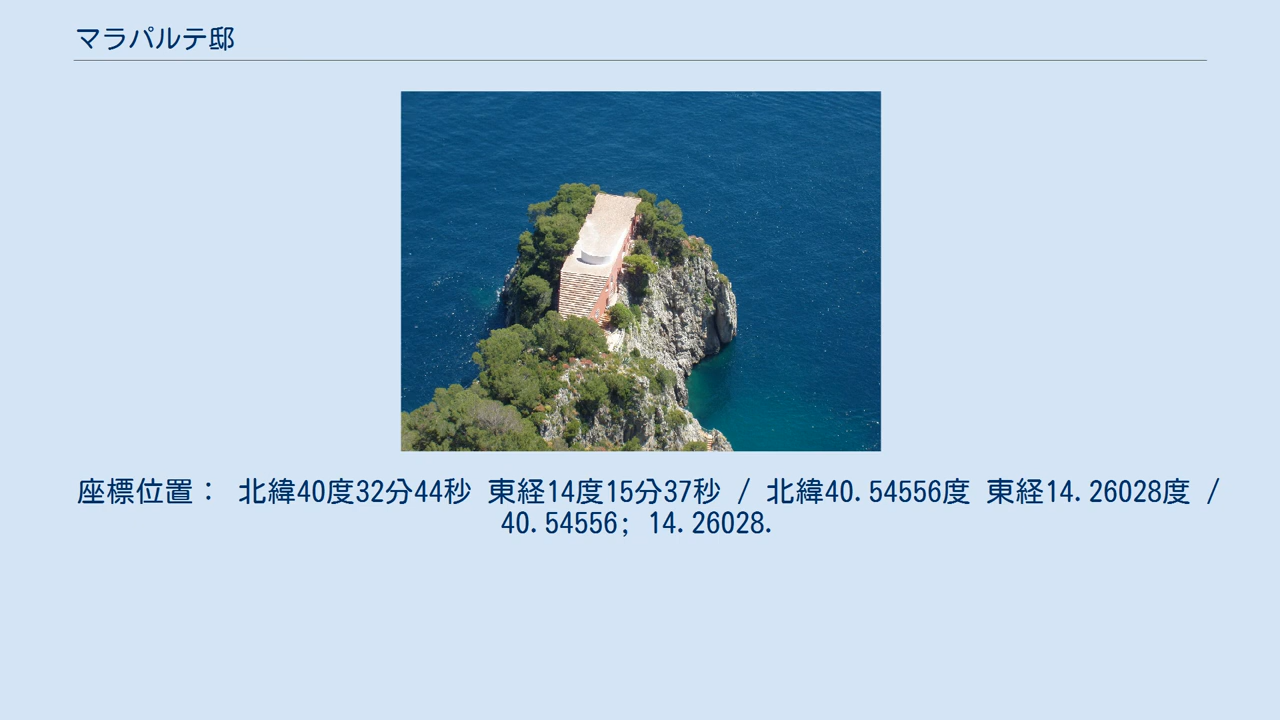 マラパルテ邸
座標位置： 北緯40度32分44秒 東経14度15分37秒 / 北緯40.54556度 東経14.26028度 /
40.54556; 14.26028.